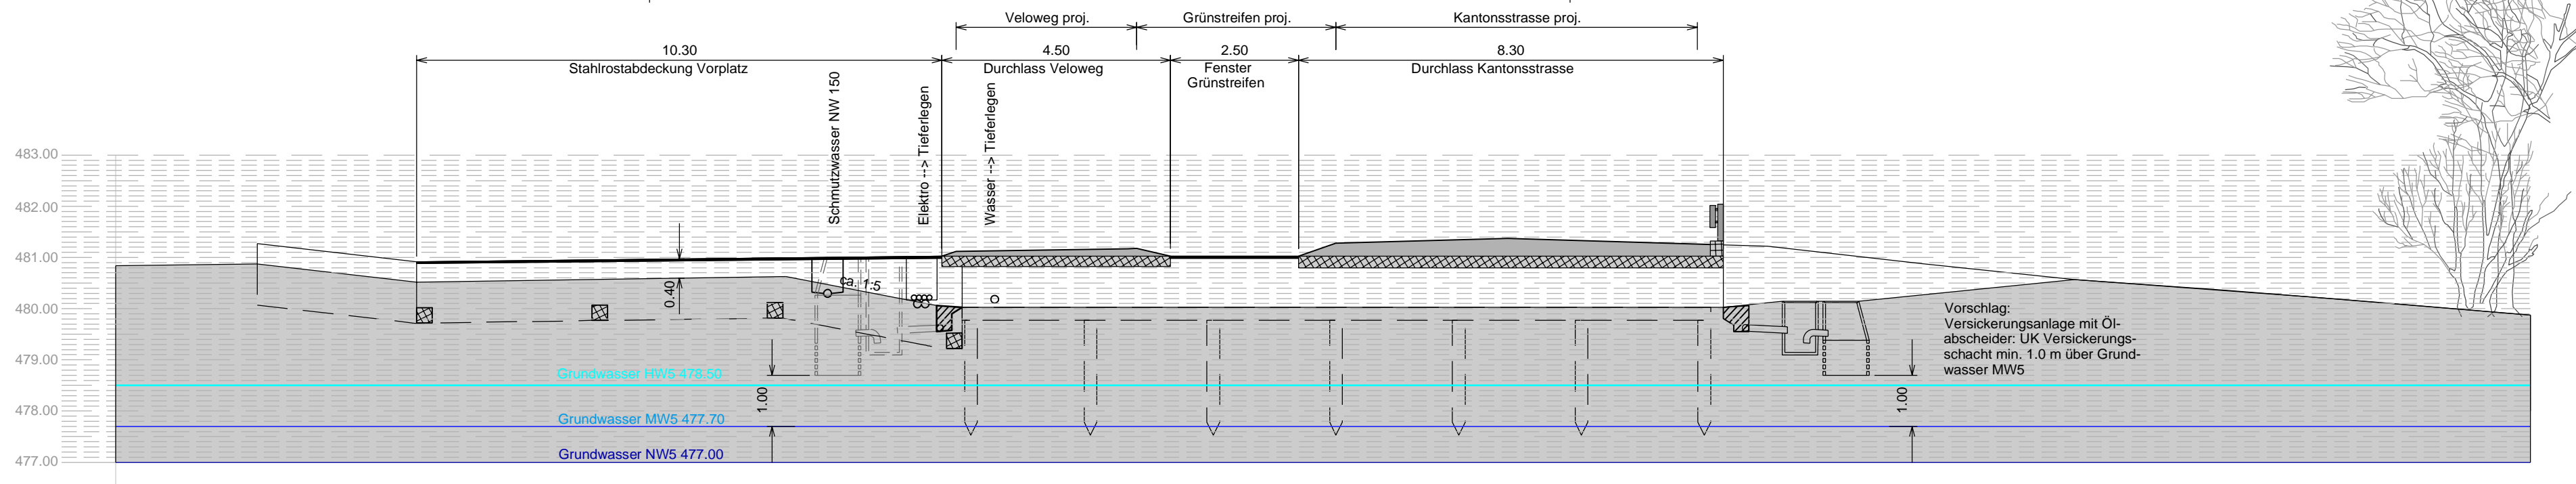 Veloweg proj.
Grünstreifen proj.
Kantonsstrasse proj.
10.30
4.50
2.50
8.30
Stahlrostabdeckung Vorplatz
Durchlass Veloweg
Fenster
Grünstreifen
Durchlass Kantonsstrasse
Schmutzwasser NW 150
Elektro --> Tieferlegen
Wasser ---> Tieferlegen
483.00
482.00
481.00
480.00
479.00
478.00
477.00
0.40
ca. 1:5
Vorschlag:
Versickerungsanlage mit Öl-
abscheider: UK Versickerungs-
schacht min. 1.0 m über Grund-
wasser MW5
Grundwasser HW5 478.50
1.00
1.00
Grundwasser MW5 477.70
Grundwasser NW5 477.00